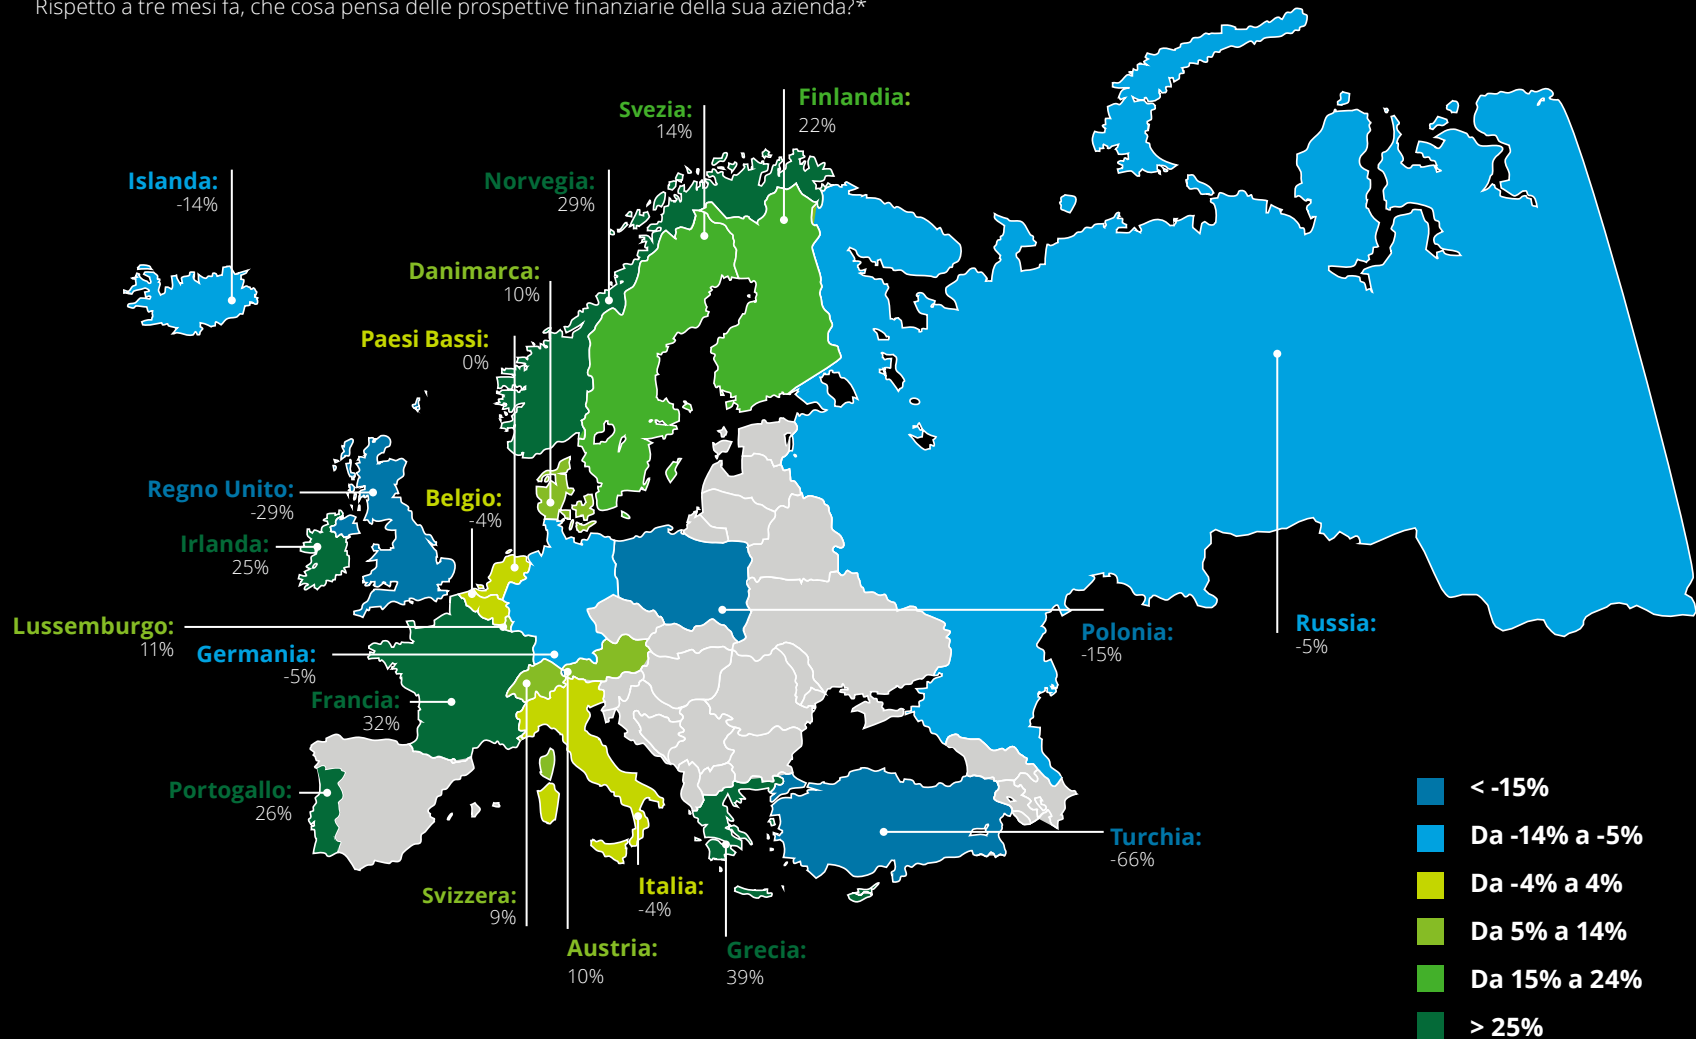 Rispetto a tre mesi fa, che cosa pensa delle prospettive finanziarie della sua azienda?*
Finlandia:
22%
Svezia:
14%
Islanda:
-14%
Norvegia:
29%
Danimarca:
10%
Paesi Bassi:
0%
Regno Unito:
-29%
Belgio:
-4%
Irlanda:
25%
Lussemburgo:
11%
Germania:
-5%
Francia:
32%
Portogallo:
26%
Polonia:
-15%
Russia:
-5%
Turchia:
-66%
Svizzera:
9%
Italia:
-4%
Austria:
10%
Grecia:
39%
< -15%
Da -14% a -5%
Da -4% a 4%
Da 5% a 14%
Da 15% a 24%
> 25%